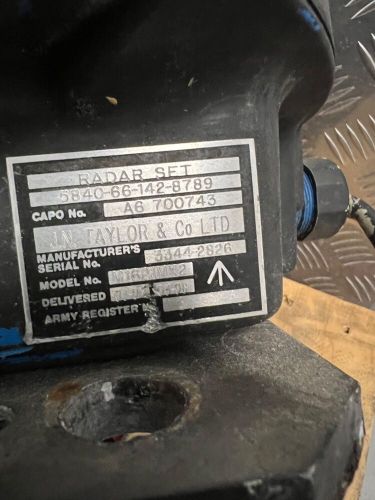 RADAR SET
5840-66-142-8789
CAPO No. A6 700743
J.N. TAYLOR & Co LTD
MANUFACTURER'S
SERIAL No. 3344-2826
MODEL No.
DELIVERED
ARMY REGISTER